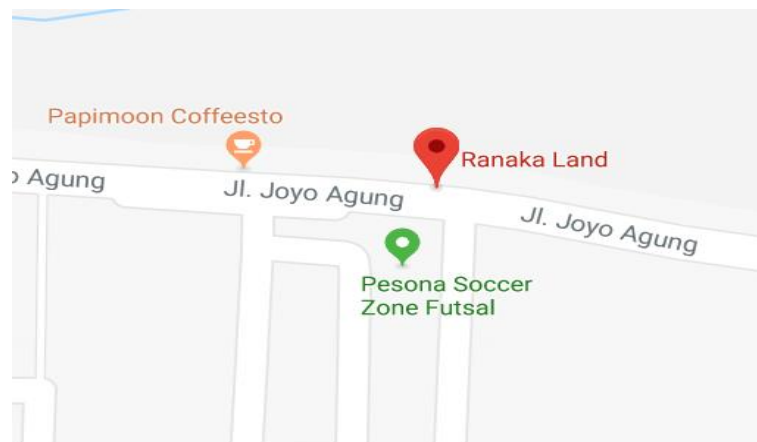 Papimoon Coffeesto
Ranaka Land
Agung
Jl. Joyo Agung
Jl. Joyo Agung
Pesona Soccer
Zone Futsal